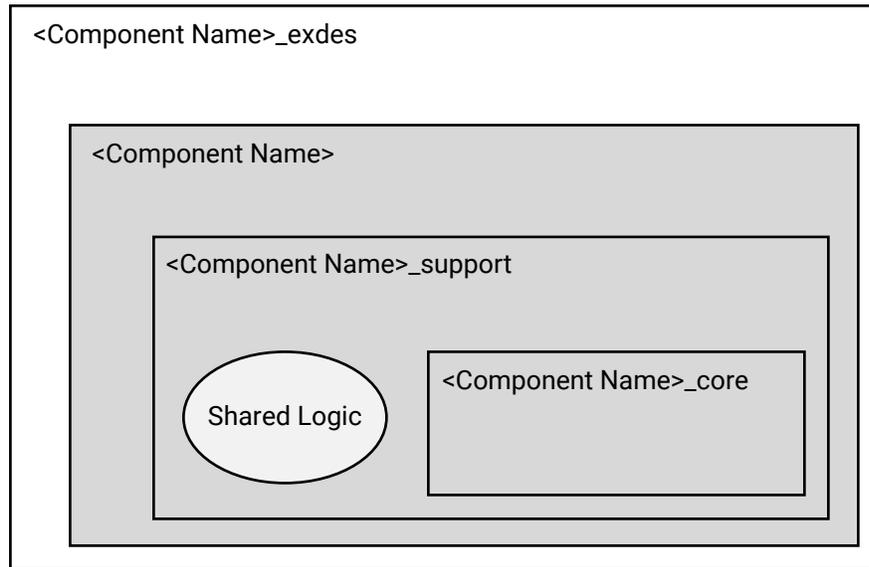 <Component Name>_exdes
<Component Name>
<Component Name>_support
<Component Name>_core
Shared Logic